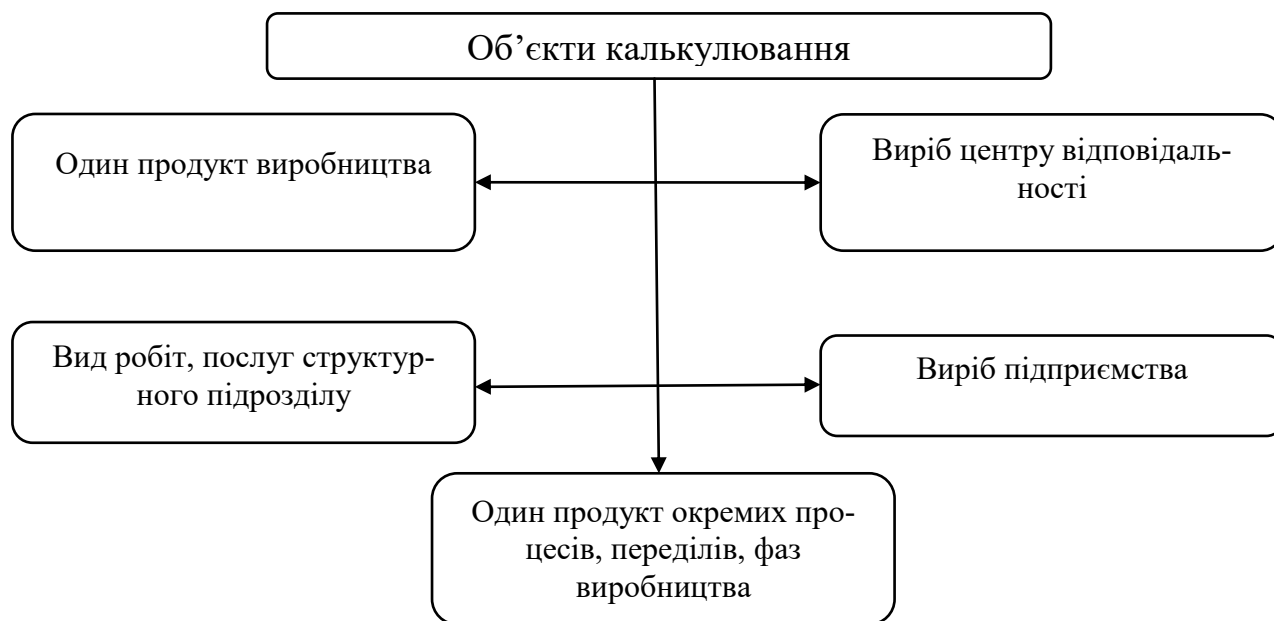 Об’єкти калькулювання
Один продукт виробництва
Виріб центру відповідаль-
ності
Вид робіт, послуг структур-
ного підрозділу
Виріб підприємства
Один продукт окремих про-
цесів, переділів, фаз
виробництва